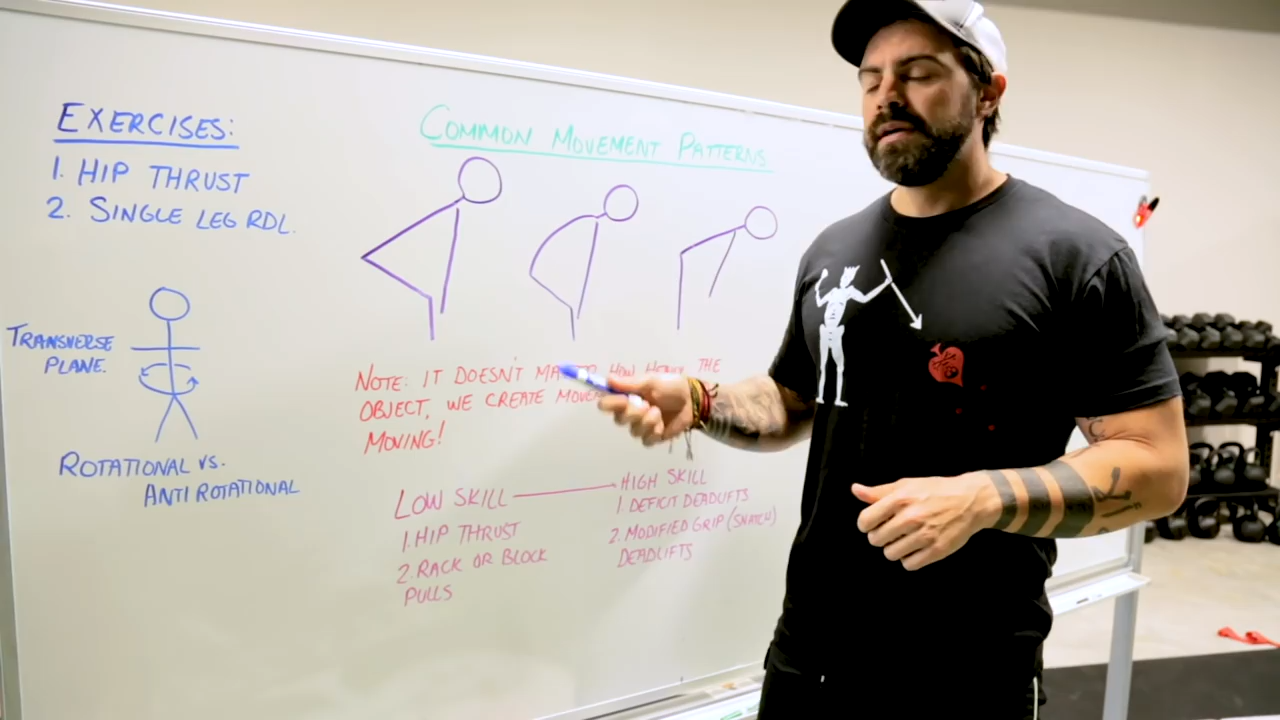 EXERCISES:
1. HIP THRUST
2. SINGLE LEG RDL.
TRANSVERSE
PLANE.
ROTATIONAL VS.
ANTI ROTATIONAL
COMMON MOVEMENT PATTERNS
NOTE: IT DOESN'T HOW THE
OBJECT, WE CREATE
MOVING!
LOW SKILL
1. HIP THRUST
2. RACK OR BLOCK
PULLS
HIGH SKILL
1. DEFICIT DEADLIFTS
2. MODIFIED GRIP (SNATCH)
DEADLIFTS